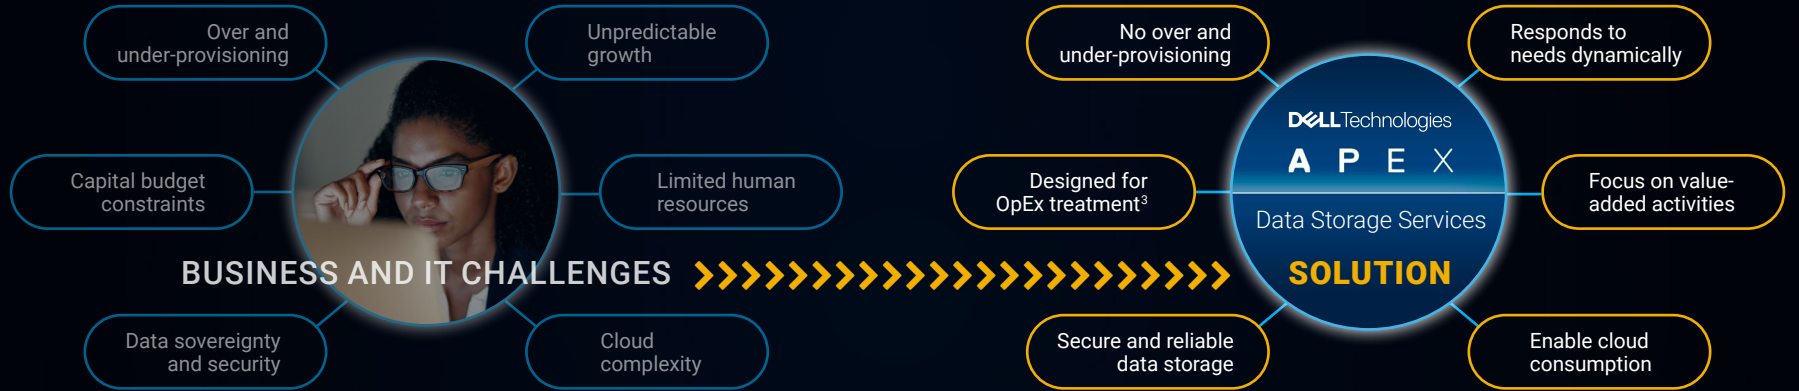 Over and
under-provisioning
Unpredictable
growth
Capital budget
constraints
Limited human
resources
BUSINESS AND IT CHALLENGES
Data sovereignty
and security
Cloud
complexity
No over and
under-provisioning
Responds to
needs dynamically
DELLTechnologies
APEX
Designed for
OpEx treatment³
Focus on value-
added activities
Data Storage Services
SOLUTION
Secure and reliable
data storage
Enable cloud
consumption